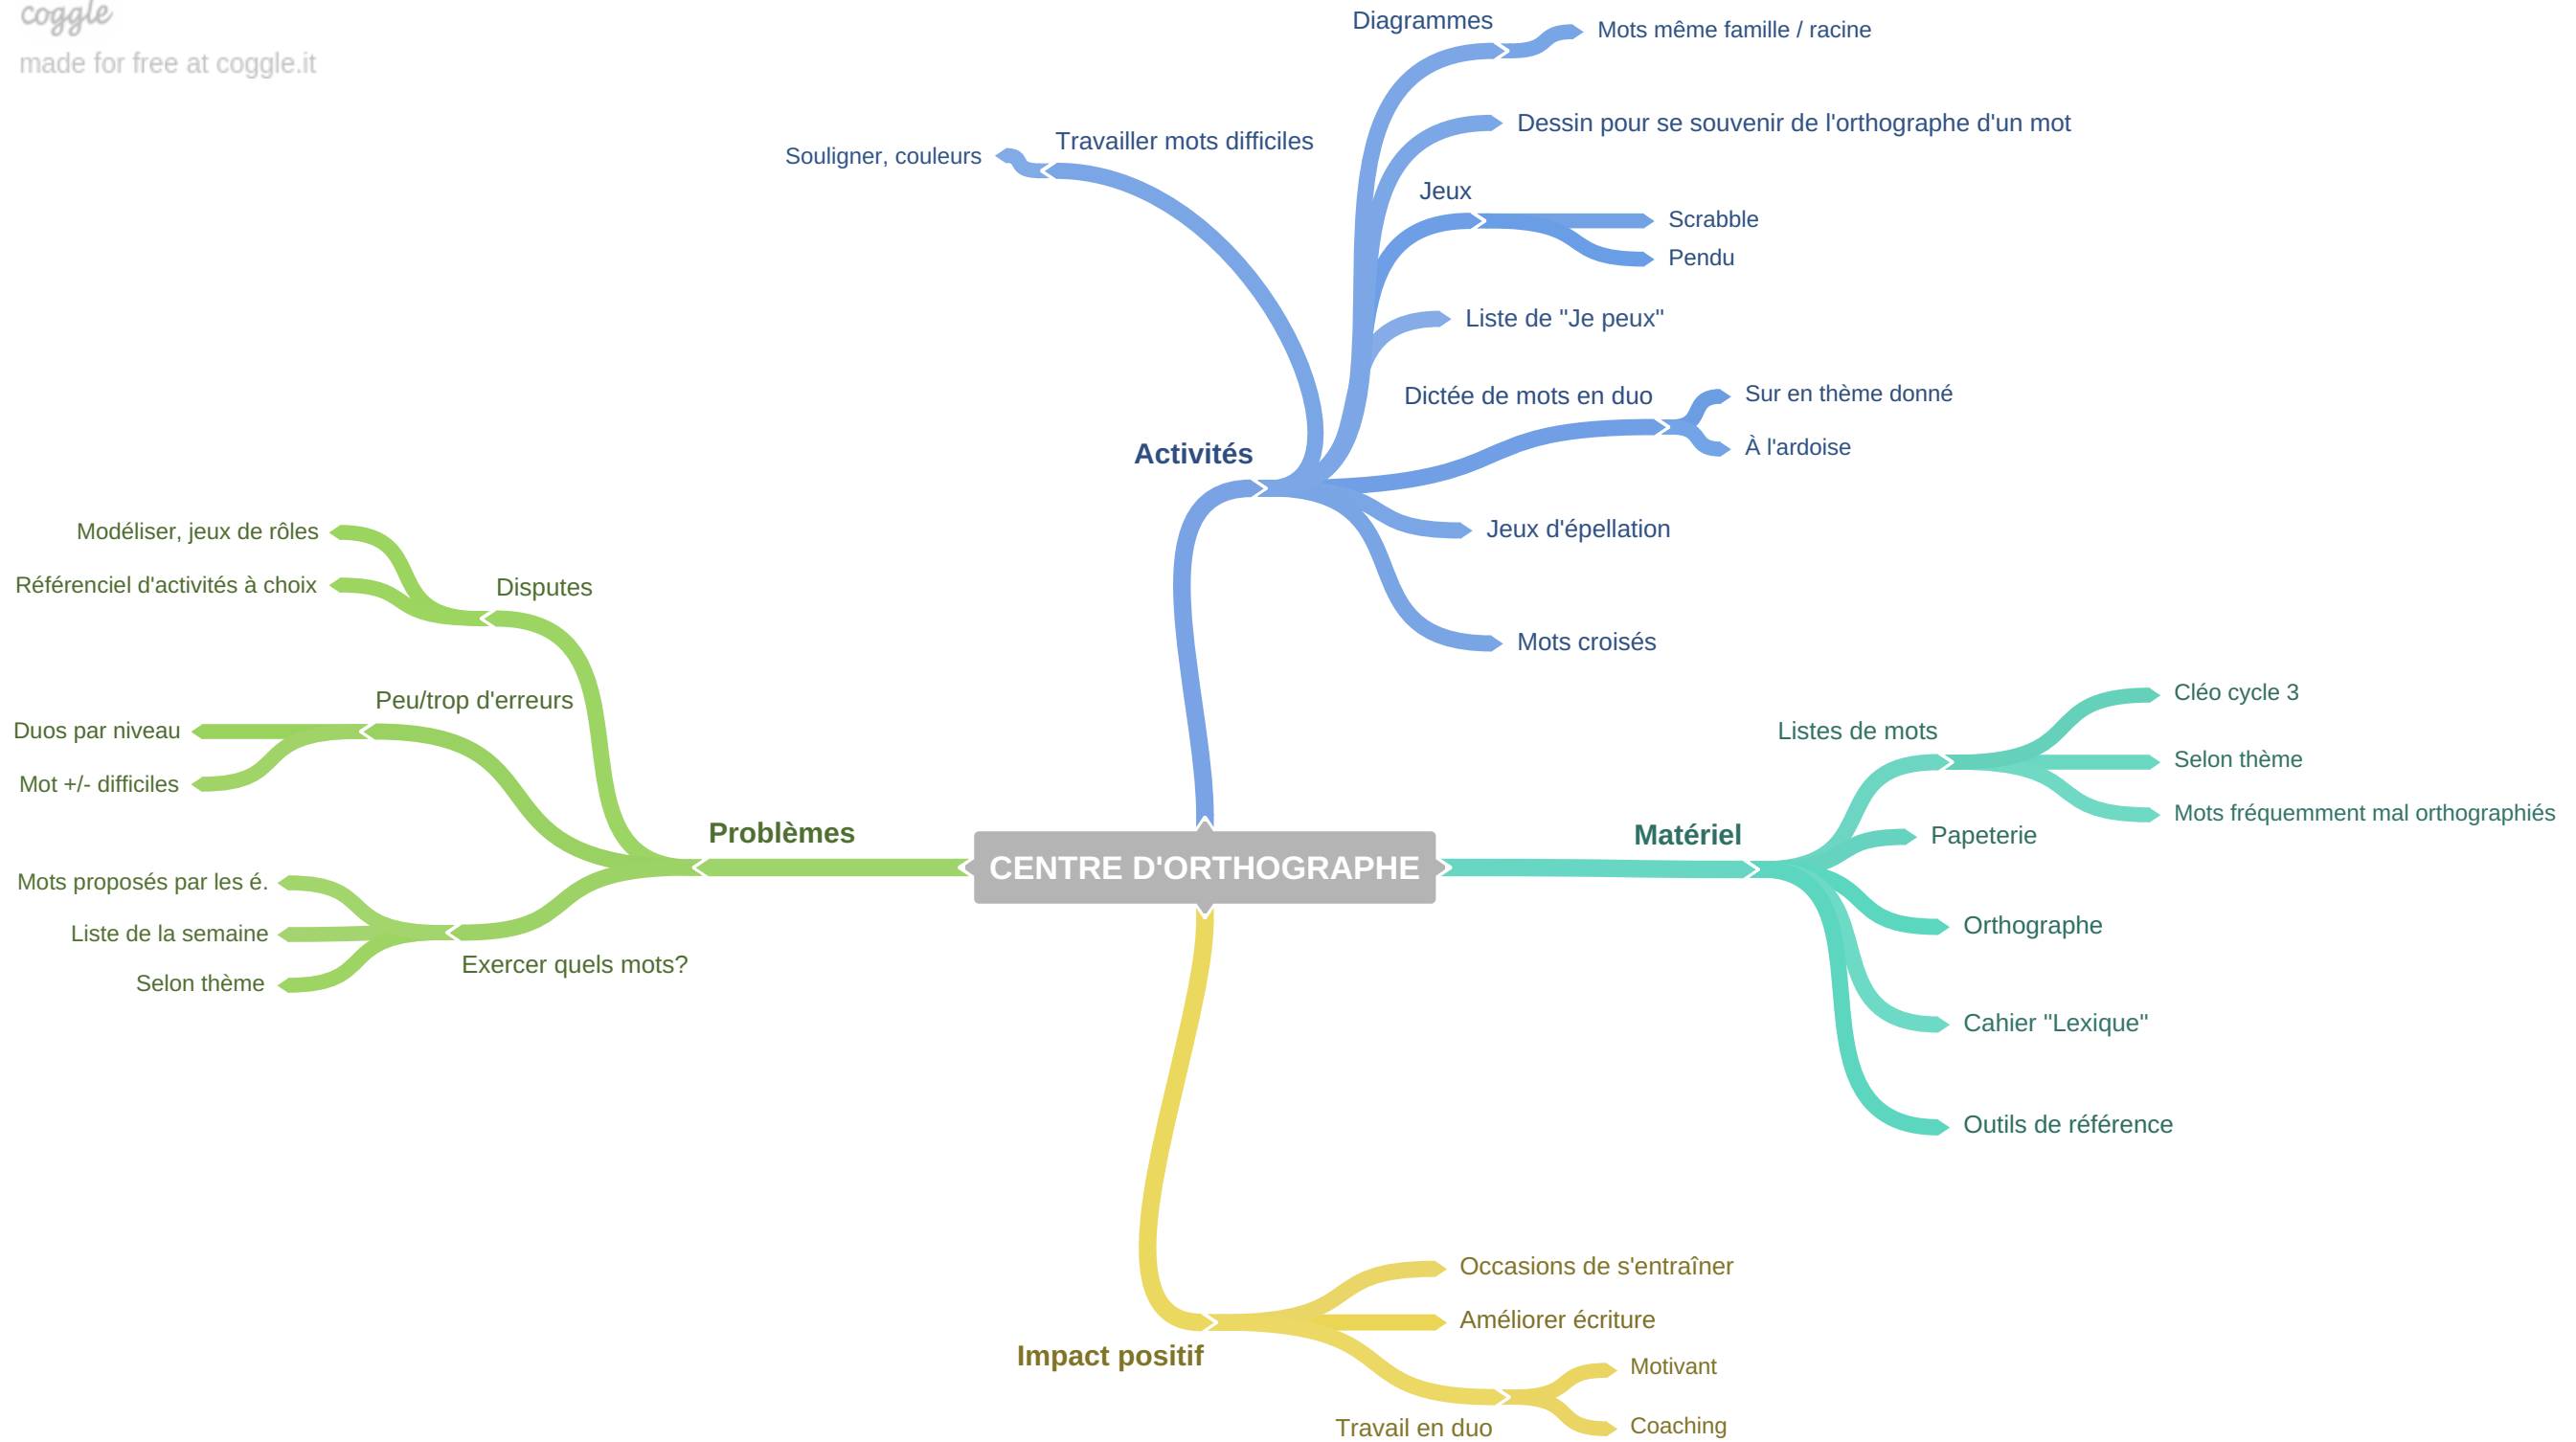 coggle
made for free at coggle.it
Diagrammes
Mots même famille / racine
Dessin pour se souvenir de l'orthographe d'un mot
Travailler mots difficiles
Souligner, couleurs
Jeux
Scrabble
Pendu
Liste de "Je peux"
Dictée de mots en duo
Sur en thème donné
À l'ardoise
Activités
Jeux d'épellation
Mots croisés
Modéliser, jeux de rôles
Référenciel d'activités à choix
Disputes
Peu/trop d'erreurs
Duos par niveau
Mot +/- difficiles
Problèmes
Mots proposés par les é.
Liste de la semaine
Selon thème
Exercer quels mots?
CENTRE D'ORTHOGRAPHE
Matériel
Listes de mots
Cléo cycle 3
Selon thème
Mots fréquemment mal orthographiés
Papeterie
Orthographe
Cahier "Lexique"
Outils de référence
Impact positif
Occasions de s'entraîner
Améliorer écriture
Travail en duo
Motivant
Coaching